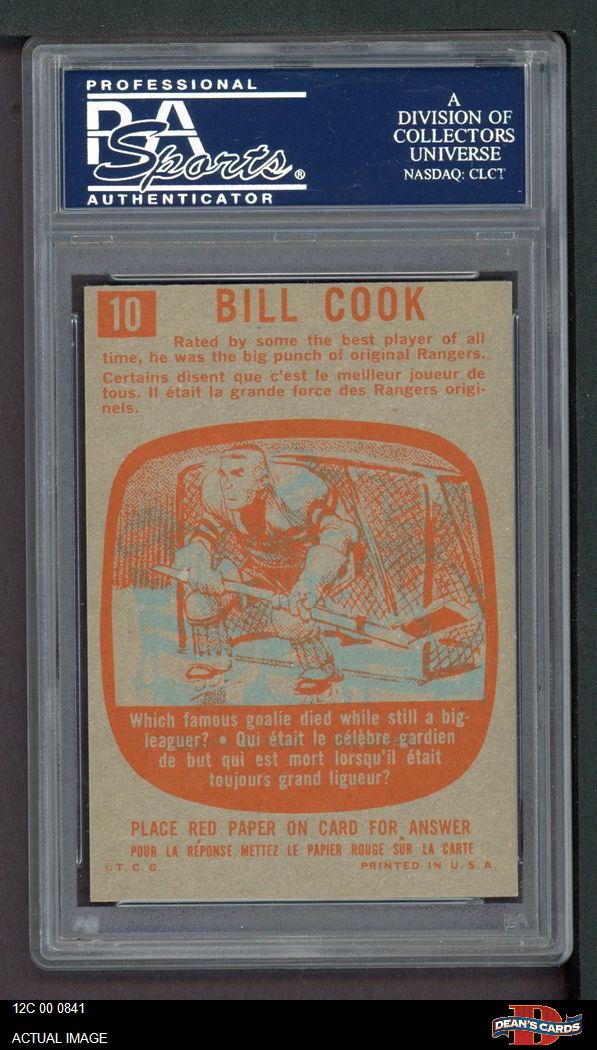 PROFESSIONAL
PSA
Sports®
AUTHENTICATOR
A
DIVISION OF
COLLECTORS
UNIVERSE
NASDAQ: CLCT
10
BILL COOK
Rated by some the best player of all
time, he was the big punch of original Rangers.
Certains disent que c'est le meilleur joueur de
tous. Il était la grande force des Rangers origi-
nels.
Which famous goalie died while still a big-
leaguer? • Qui était le célèbre gardien
de but qui est mort lorsqu'il était
toujours grand ligueur?
PLACE RED PAPER ON CARD FOR ANSWER
POUR LA RÉPONSE METTEZ LE PAPIER ROUGE SÛR LA CARTE
©T.C.G. PRINTED IN U.S.A.
12C 00 0841
ACTUAL IMAGE
D
DEAN'S CARDS